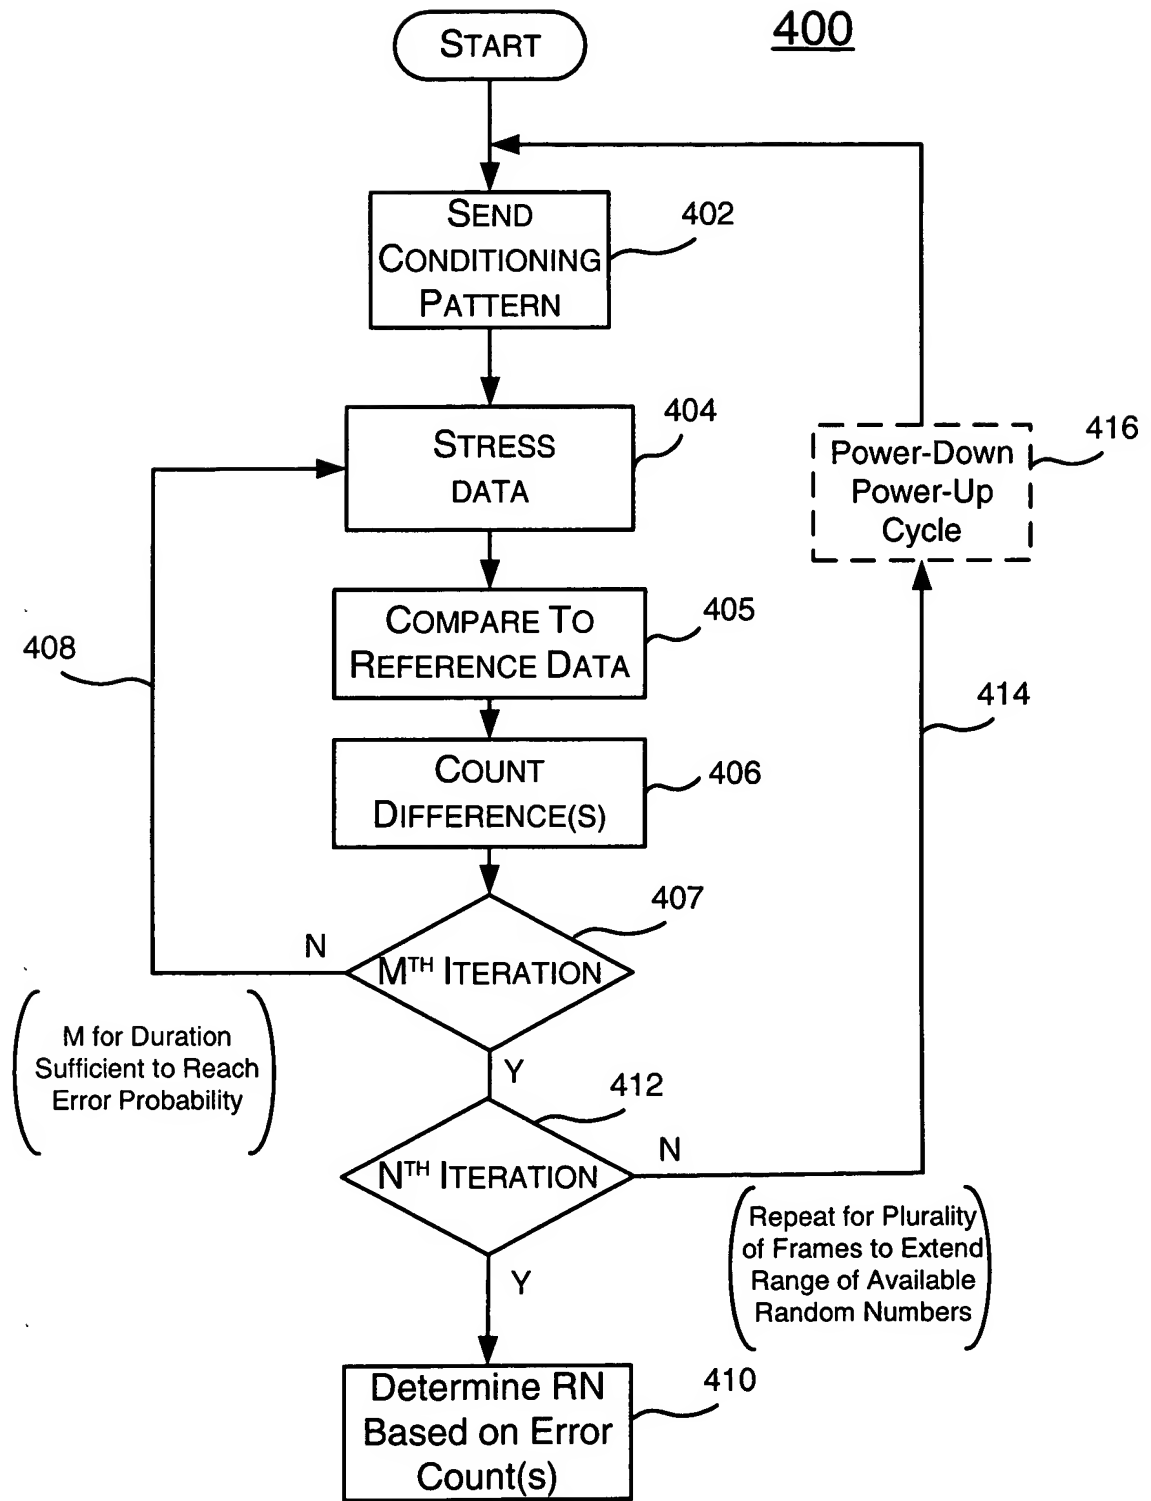 START
400
SEND
CONDITIONING
PATTERN
402
STRESS
DATA
404
Power-Down
Power-Up
Cycle
416
COMPARE TO
REFERENCE DATA
405
408
414
COUNT
DIFFERENCE(S)
406
407
N
MTH ITERATION
M for Duration
Sufficient to Reach
Error Probability
Y
412
N
NTH ITERATION
Repeat for Plurality
of Frames to Extend
Range of Available
Random Numbers
Y
Determine RN
Based on Error
Count(s)
410